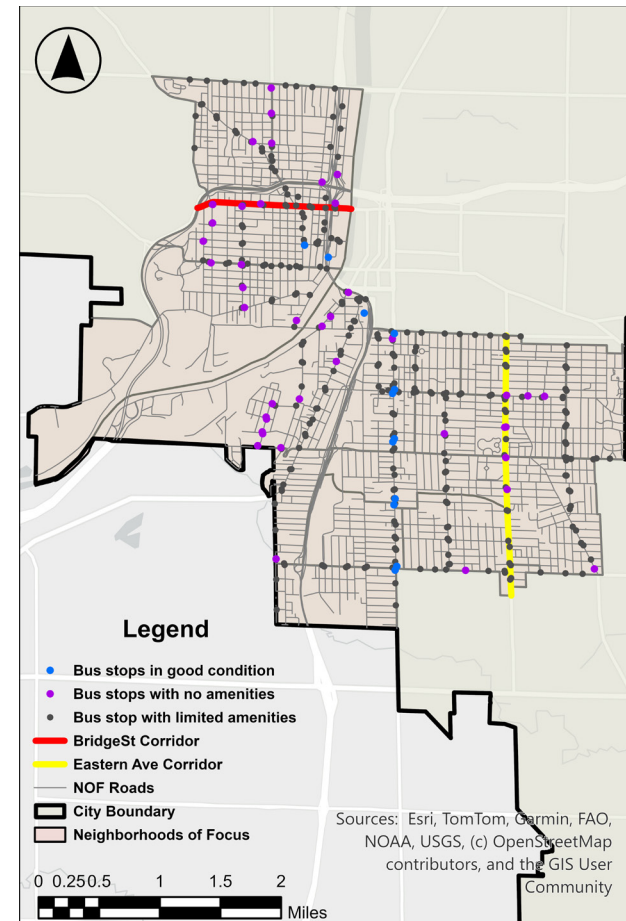 Legend
Bus stops in good condition
Bus stops with no amenities
Bus stop with limited amenities
BridgeSt Corridor
Eastern Ave Corridor
NOF Roads
City Boundary
Neighborhoods of Focus
Sources: Esri, TomTom, Garmin, FAO,
NOAA, USGS, (c) OpenStreetMap
contributors, and the GIS User
Community
0 0.25 0.5 1 1.5 2
Miles